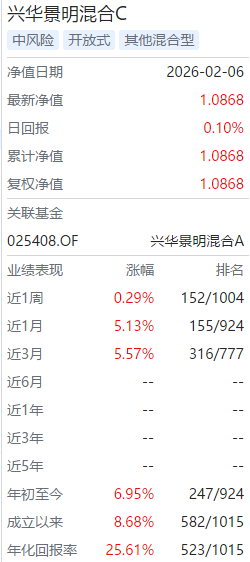 兴华景明混合C
中风险 开放式 其他混合型
净值日期 2026-02-06
最新净值 1.0868
日回报 0.10%
累计净值 1.0868
复权净值 1.0868
关联基金
025408.OF 兴华景明混合A
业绩表现 涨幅 排名
近1周 0.29% 152/1004
近1月 5.13% 155/924
近3月 5.57% 316/777
近6月 -- --
近1年 -- --
近3年 -- --
近5年 -- --
年初至今 6.95% 247/924
成立以来 8.68% 582/1015
年化回报率 25.61% 523/1015